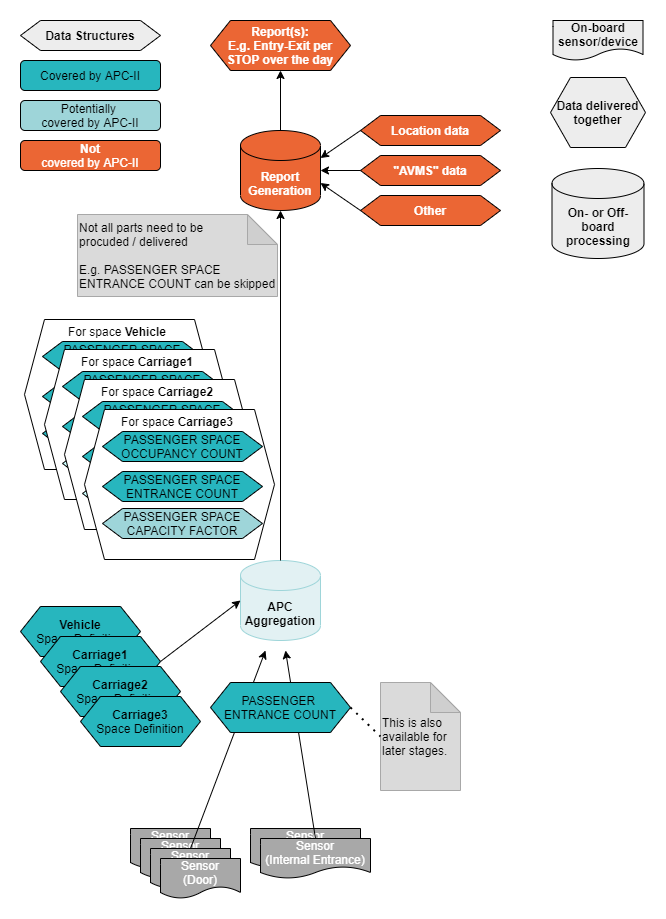 Data Structures
Covered by APC-II
Potentially
covered by APC-II
Not
covered by APC-II
Report(s):
E.g. Entry-Exit per
STOP over the day
On-board
sensor/device
Data delivered
together
On- or Off-
board
processing
Report
Generation
Location data
"AVMS" data
Other
Not all parts need to be
procuded / delivered
E.g. PASSENGER SPACE
ENTRANCE COUNT can be skipped
For space Vehicle
PASSENGER SPACE
For space Carriage1
PASSENGER SPACE
For space Carriage2
PASSENGER SPACE
For space Carriage3
PASSENGER SPACE
OCCUPANCY COUNT
PASSENGER SPACE
ENTRANCE COUNT
PASSENGER SPACE
CAPACITY FACTOR
APC
Aggregation
Vehicle
Space Definition
Carriage1
Space Definition
Carriage2
Space Definition
Carriage3
Space Definition
PASSENGER
ENTRANCE COUNT
This is also
available for
later stages.
Sensor
Sensor
Sensor
Sensor
(Door)
Sensor
Sensor
(Internal Entrance)